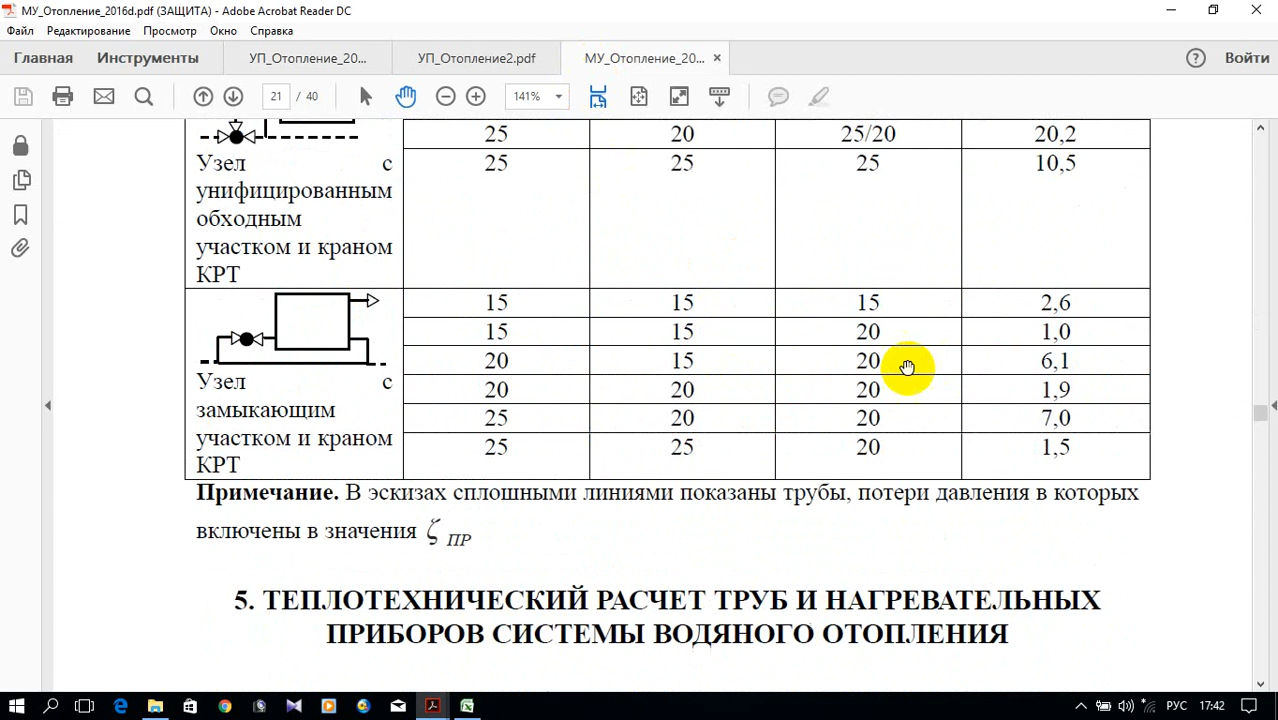 МУ_Отопление_2016d.pdf (ЗАЩИТА) - Adobe Acrobat Reader DC
Файл Редактирование Просмотр Окно Справка
Главная Инструменты УП_Отопление_20... УП_Отопление2.pdf МУ_Отопление_20... × Войти
21 / 40 141%
25 20 25/20 20,2
Узел с 25 25 25 10,5
унифицированным
обходным
участком и краном
КРТ
15 15 15 2,6
15 15 20 1,0
20 15 20 6,1
Узел с
20 20 20 1,9
замыкающим
25 20 20 7,0
участком и краном
25 25 20 1,5
КРТ
Примечание. В эскизах сплошными линиями показаны трубы, потери давления в которых
включены в значения ζ ПР
5. ТЕПЛОТЕХНИЧЕСКИЙ РАСЧЕТ ТРУБ И НАГРЕВАТЕЛЬНЫХ
ПРИБОРОВ СИСТЕМЫ ВОДЯНОГО ОТОПЛЕНИЯ
РУС 17:42